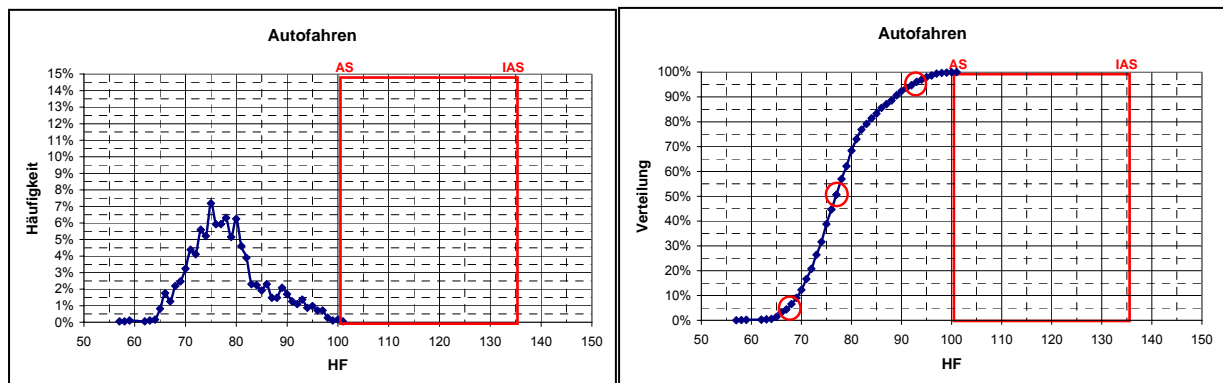 Autofahren
AS IAS
15%
14%
13%
12%
11%
10%
9%
8%
7%
6%
5%
4%
3%
2%
1%
0%
Häufigkeit
50 60 70 80 90 100 110 120 130 140 150
HF
Autofahren
AS IAS
100%
90%
80%
70%
60%
50%
40%
30%
20%
10%
0%
Verteilung
50 60 70 80 90 100 110 120 130 140 150
HF